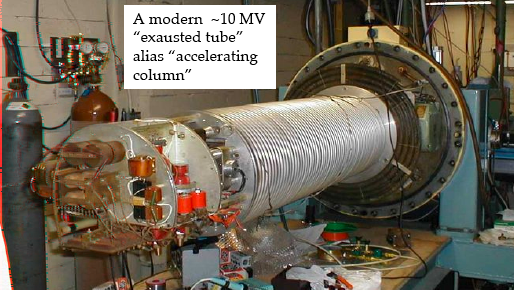 A modern ~10 MV
“exausted tube”
alias “accelerating
column”